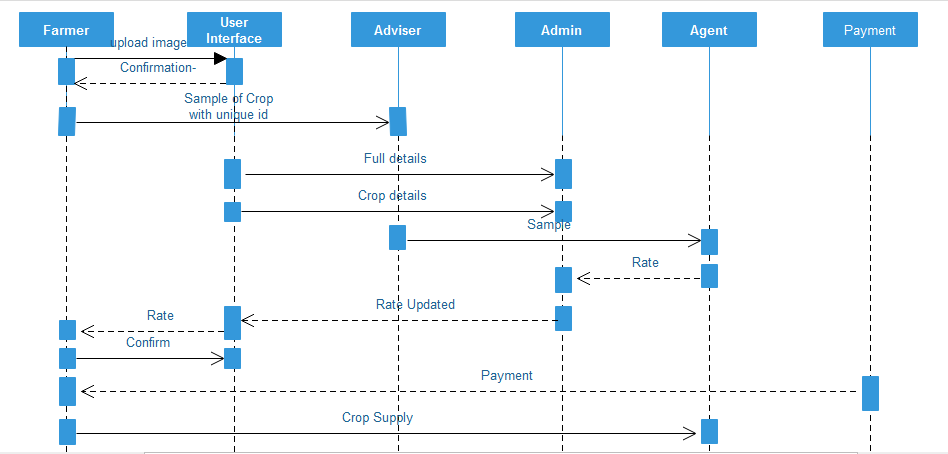 Farmer
User
Interface
Adviser
Admin
Agent
Payment
upload image
Confirmation-
Sample of Crop
with unique id
Full details
Crop details
Sample
Rate
Rate Updated
Rate
Confirm
Payment
Crop Supply